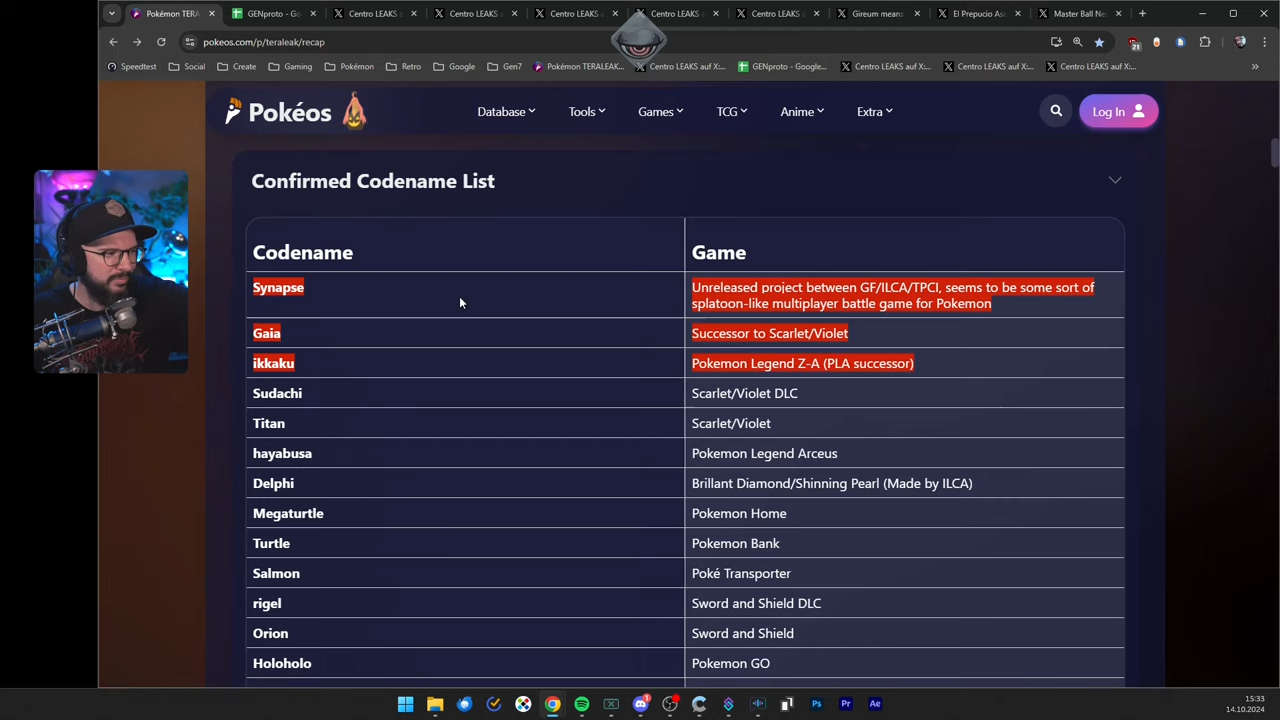 Pokémon TERA
GENproto - Go
Centro LEAKS a
Centro LEAKS
Centro LEAKS a
Centro LEAKS
Centro LEAKS
Gireum means
El Prepucio Ase
Master Ball Ne
pokeos.com/p/teraleak/recap
21
Speedtest
Social
Create
Gaming
Pokémon
Retro
Google
Gen7
Pokémon TERALEAK...
Centro LEAKS auf X:...
GENproto - Google...
Centro LEAKS auf X:...
Centro LEAKS auf X:...
Centro LEAKS auf X:...
Pokéos
Database
Tools
Games
TCG
Anime
Extra
Log In
Confirmed Codename List
Codename Game
Synapse Unreleased project between GF/ILCA/TPCI, seems to be some sort of
splatoon-like multiplayer battle game for Pokemon
Gaia Successor to Scarlet/Violet
ikkaku Pokemon Legend Z-A (PLA successor)
Sudachi Scarlet/Violet DLC
Titan Scarlet/Violet
hayabusa Pokemon Legend Arceus
Delphi Brillant Diamond/Shinning Pearl (Made by ILCA)
Megaturtle Pokemon Home
Turtle Pokemon Bank
Salmon Poké Transporter
rigel Sword and Shield DLC
Orion Sword and Shield
Holoholo Pokemon GO
1
Ps
Pr
Ae
15:33
14.10.2024